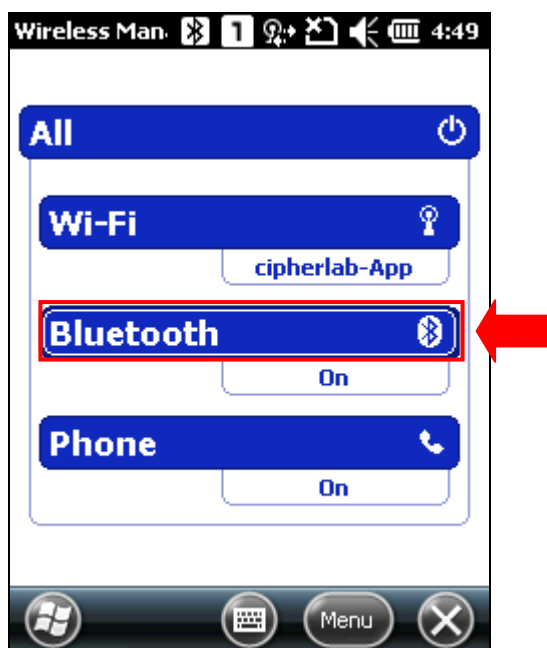 Wireless Man 1 4:49
All
Wi-Fi
cipherlab-App
Bluetooth
On
Phone
On
Menu